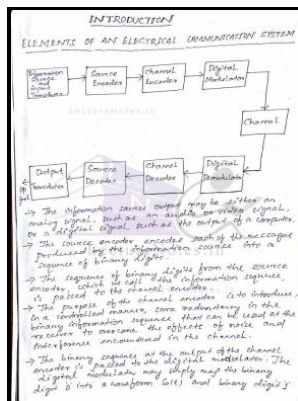 INTRODUCTION
ELEMENTS OF AN ELECTRICAL COMMUNICATION SYSTEM
Information
Source
Input
Transducer
Source
Encoder
Channel
Encoder
Digital
Modulator
LectureNotes.in
Channel
Output
Transducer
Source
Decoder
Channel
Decoder
Digital
Demodulator
→ The information source output may be either an
analog signal, such as an audio or video signal,
or a digital signal, such as the output of a computer.
→ The source encoder encodes each of the messages
produced by the information source into a
sequence of binary digits.
→ The sequence of binary digits from the source
encoder, which we call the information sequence,
is passed to the channel encoder.
→ The purpose of the channel encoder is to introduce,
in a controlled manner, some redundancy in the
binary information sequence that can be used at the
receiver to overcome the effects of noise and
interference encountered in the channel.
→ The binary sequence at the output of the channel
encoder is passed to the digital modulator. The
digital modulator may simply map the binary
digit '0' into a waveform and binary digit '1'